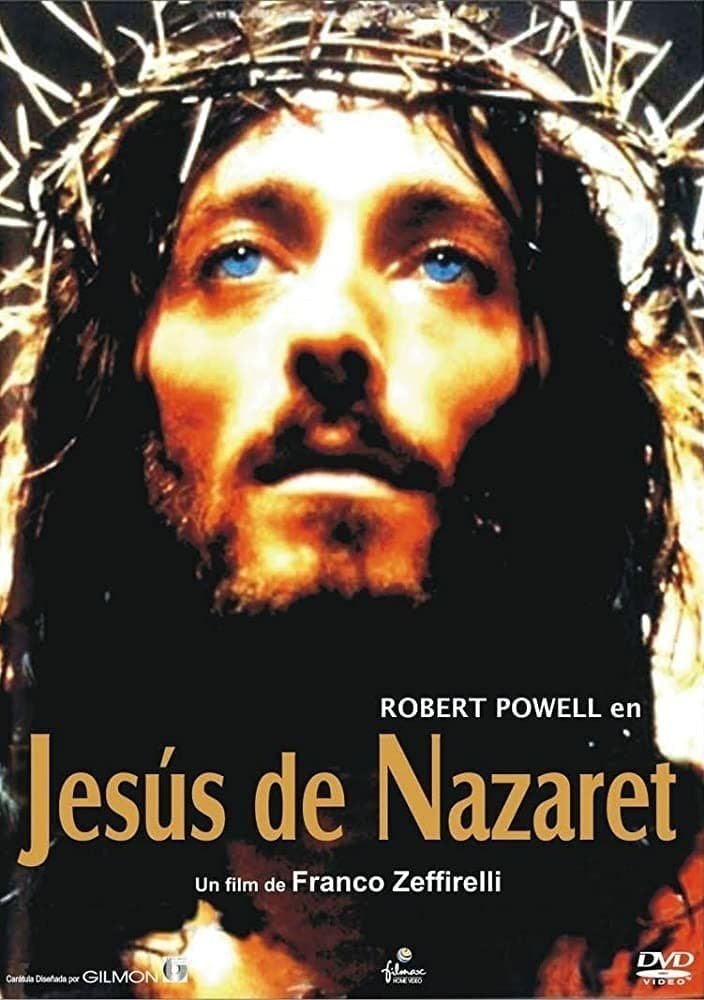 ROBERT POWELL en
Jesús de Nazaret
Un film de Franco Zeffirelli
Carátula Diseñada por GILMON G
filmax
HOME VIDEO
DVD
VIDEO